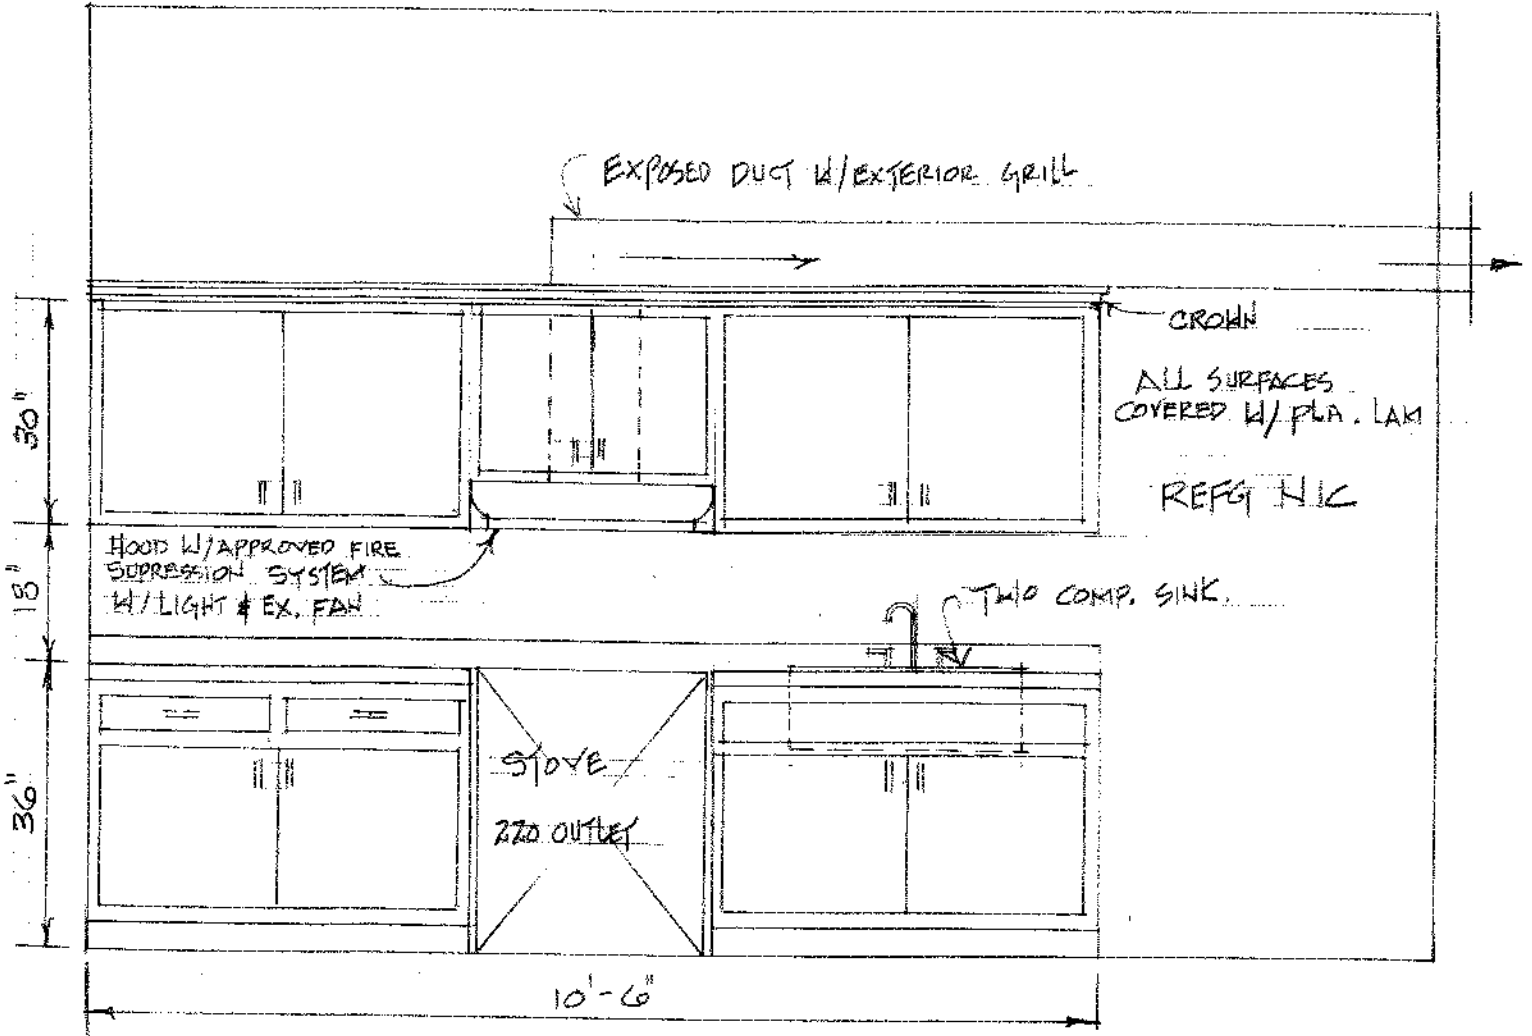 EXPOSED DUCT W/EXTERIOR GRILL
CROWN
ALL SURFACES
COVERED W/ PLA. LAM
REFG NIC
30"
HOOD W/APPROVED FIRE
SUPRESSION SYSTEM
W/LIGHT & EX. FAN
18"
TWO COMP. SINK.
36"
STOVE
220 OUTLET
10'-6"